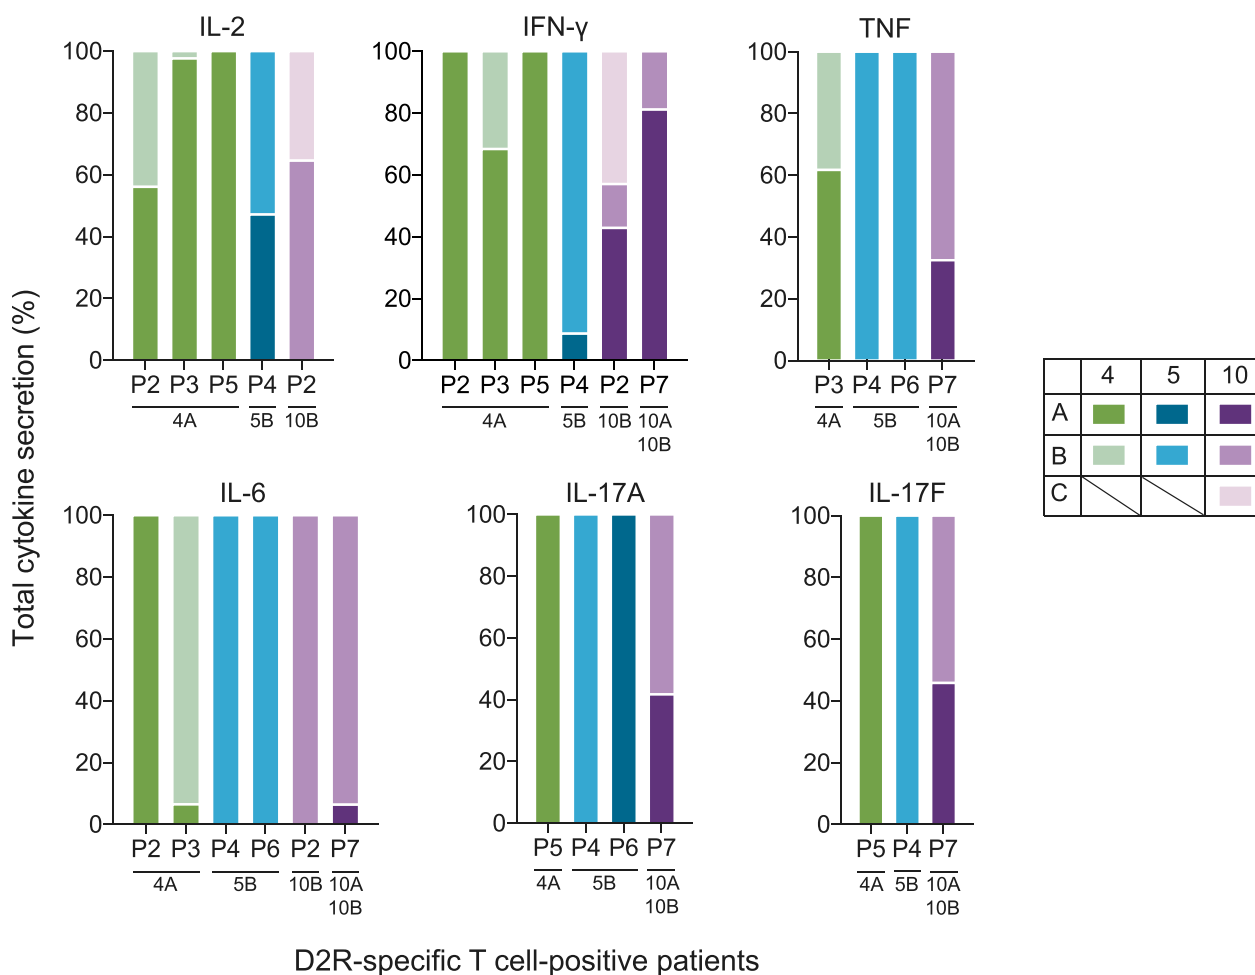 IL-2
IFN-γ
TNF
100 100 100
80 80 80
60 60 60
40 40 40
20 20 20
0 0 0
P2 P3 P5 P4 P2
4A 5B 10B
P2 P3 P5 P4 P2 P7
4A 5B 10B 10A
10B
P3 P4 P6 P7
4A 5B 10A
10B
4 5 10
A
B
C
IL-6
IL-17A
IL-17F
100 100 100
80 80 80
60 60 60
40 40 40
20 20 20
0 0 0
P2 P3 P4 P6 P2 P7
4A 5B 10B 10A
10B
P5 P4 P6 P7
4A 5B 10A
10B
P5 P4 P7
4A 5B 10A
10B
Total cytokine secretion (%)
D2R-specific T cell-positive patients